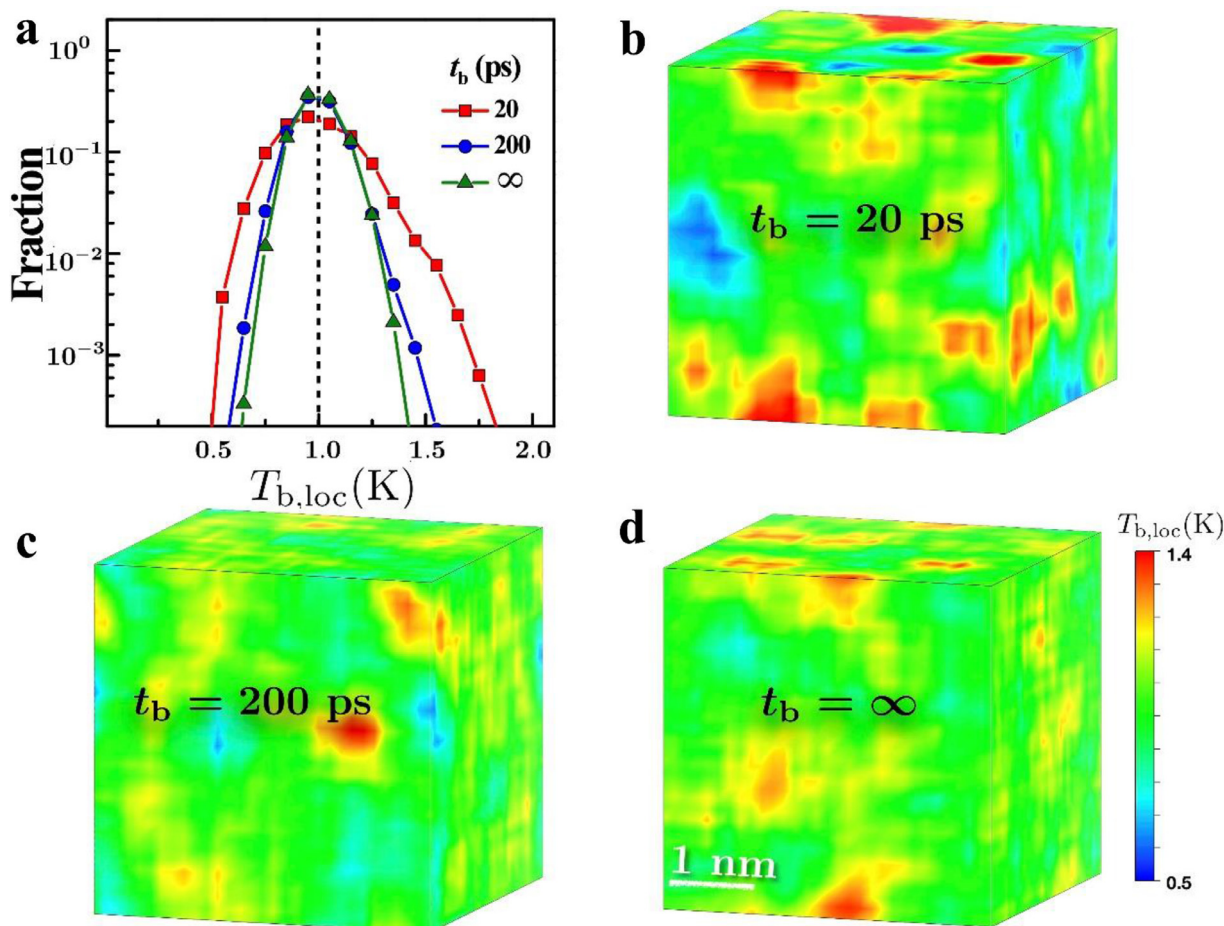 a
10⁰
10⁻¹
10⁻²
10⁻³
Fraction
t_b (ps)
20
200
∞
0.5 1.0 1.5 2.0
T_b,loc(K)
b
t_b = 20 ps
c
t_b = 200 ps
d
t_b = ∞
1 nm
T_b,loc(K)
1.4
0.5